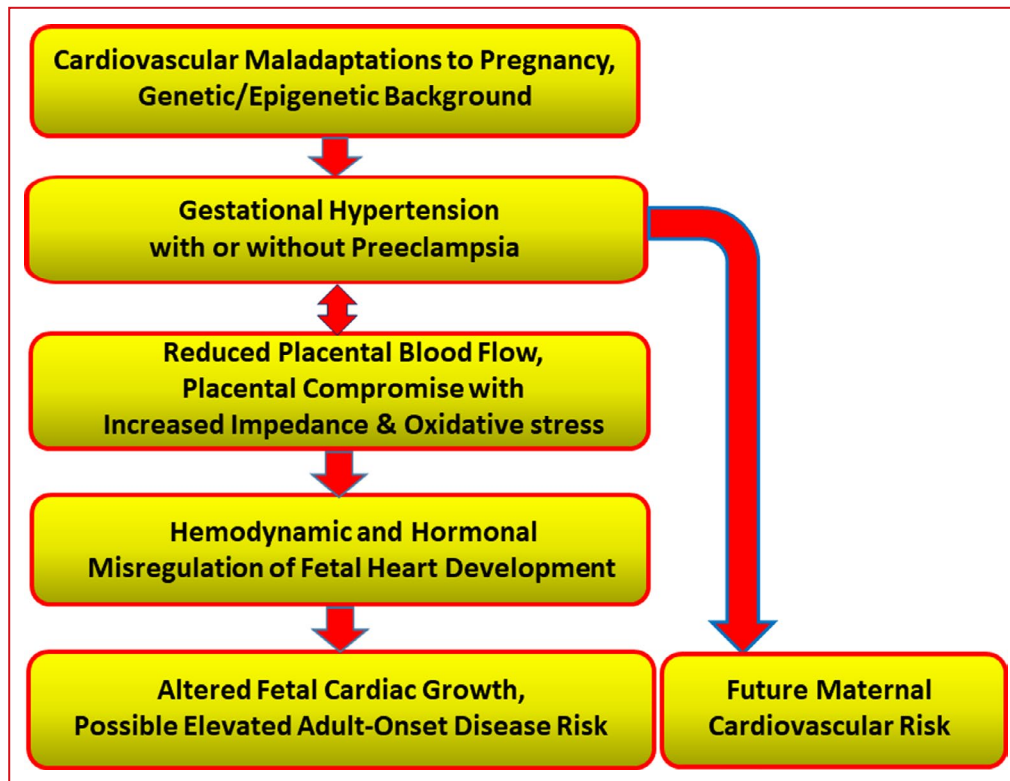 Cardiovascular Maladaptations to Pregnancy,
Genetic/Epigenetic Background
Gestational Hypertension
with or without Preeclampsia
Reduced Placental Blood Flow,
Placental Compromise with
Increased Impedance & Oxidative stress
Hemodynamic and Hormonal
Misregulation of Fetal Heart Development
Altered Fetal Cardiac Growth,
Possible Elevated Adult-Onset Disease Risk
Future Maternal
Cardiovascular Risk